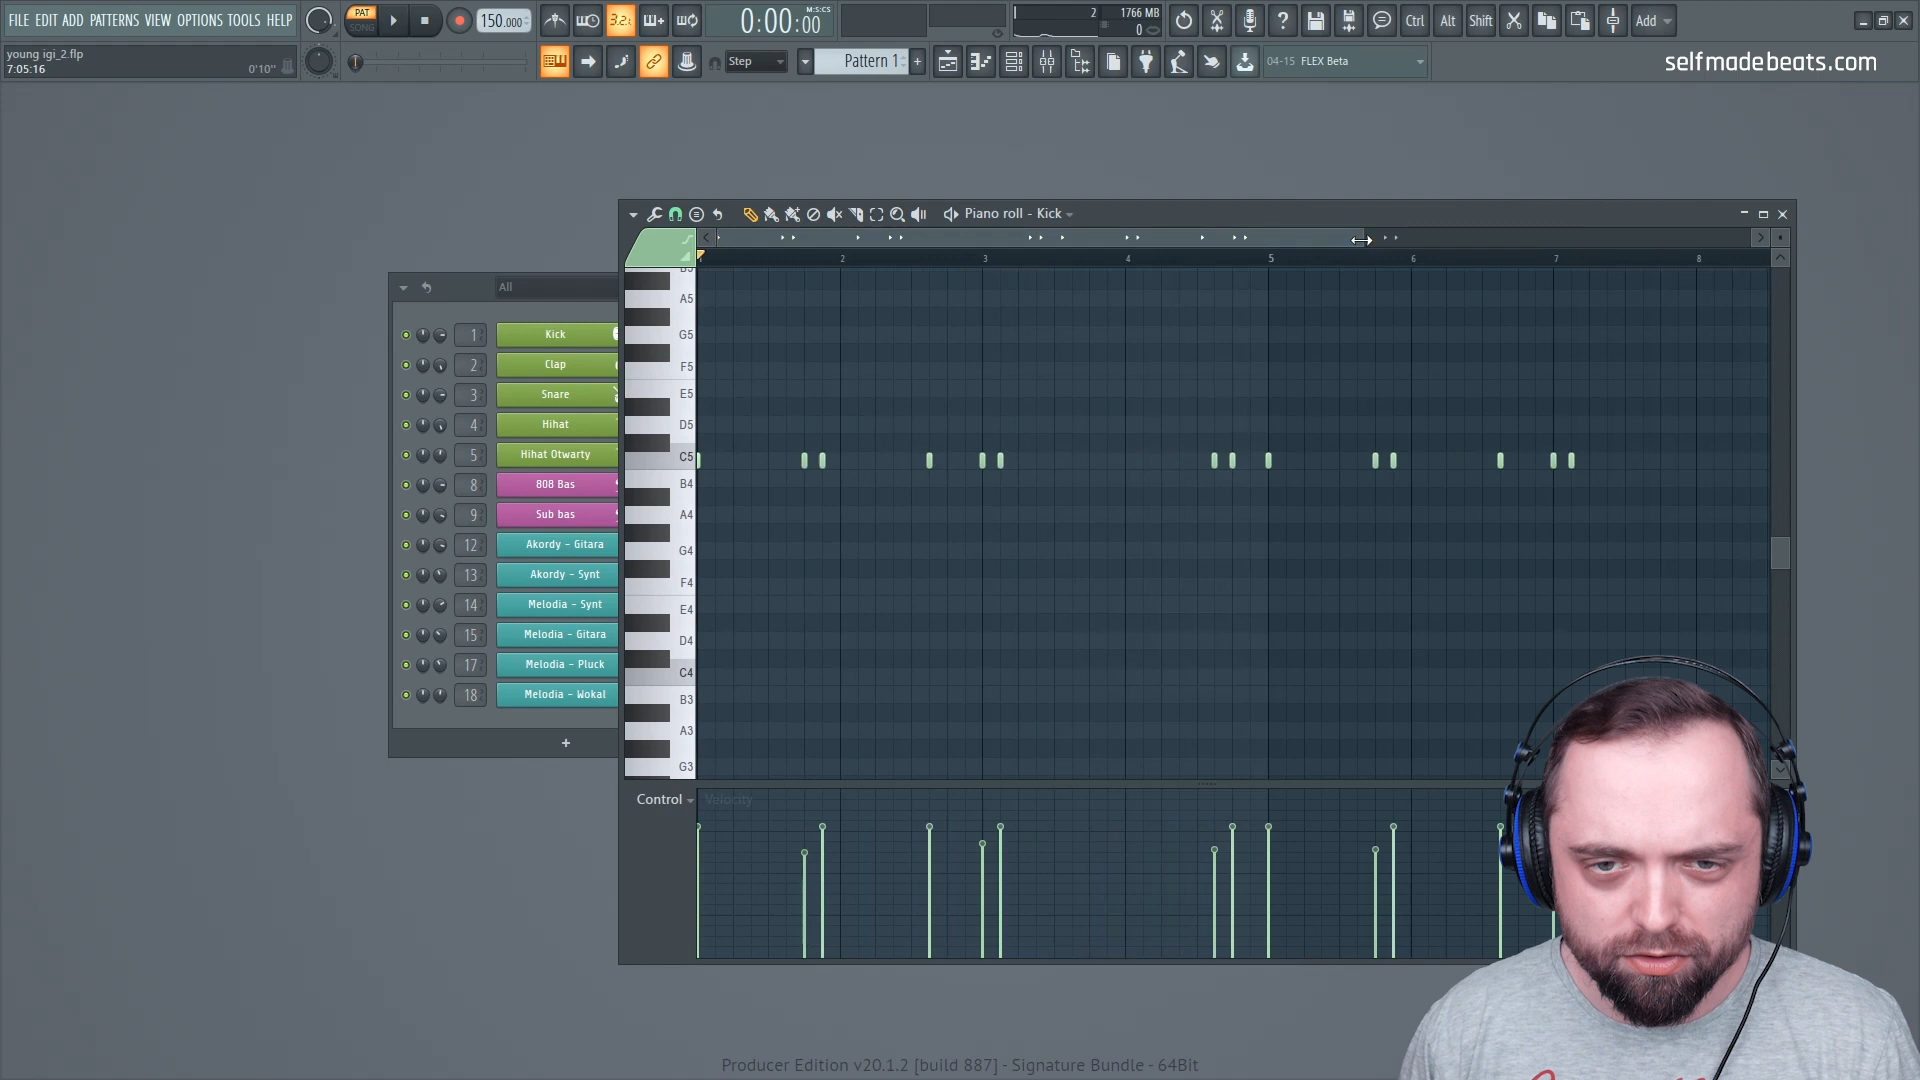 FILE EDIT ADD PATTERNS VIEW OPTIONS TOOLS HELP
PAT
SONG
150.000
3.2.1
0:00:00
M:S:CS
2
1766 MB
0
Ctrl
Alt
Shift
Add
young igi_2.flp
7:05:16
0'10"
Step
Pattern 1
+
04-15 FLEX Beta
selfmadebeats.com
Piano roll - Kick
2
3
4
5
6
7
8
All
1 Kick
2 Clap
3 Snare
4 Hihat
5 Hihat Otwarty
8 808 Bas
9 Sub bas
12 Akordy - Gitara
13 Akordy - Synt
14 Melodia - Synt
15 Melodia - Gitara
17 Melodia - Pluck
18 Melodia - Wokal
+
B5
A5
G5
F5
E5
D5
C5
B4
A4
G4
F4
E4
D4
C4
B3
A3
G3
Control
Velocity
Producer Edition v20.1.2 [build 887] - Signature Bundle - 64Bit